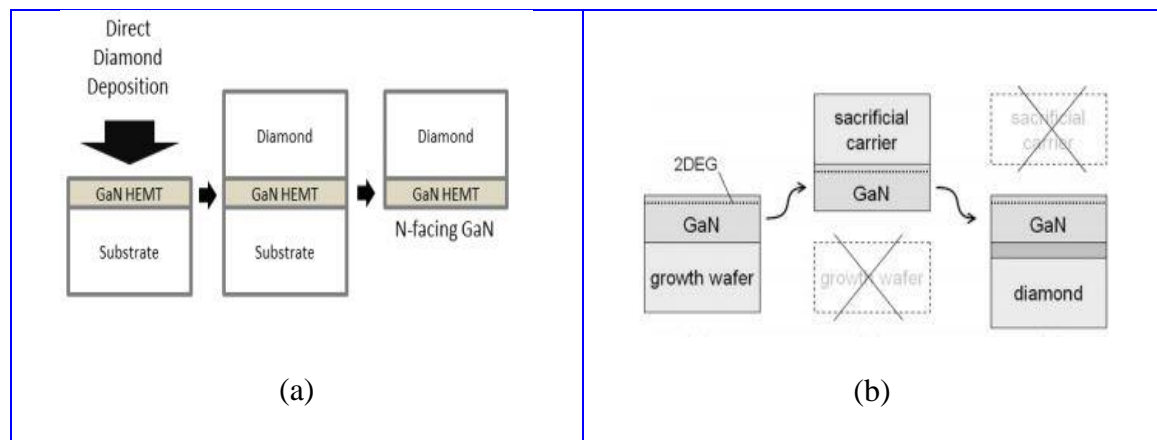 Direct
Diamond
Deposition
GaN HEMT
Substrate
Diamond
GaN HEMT
Substrate
Diamond
GaN HEMT
N-facing GaN
(a)
2DEG
GaN
growth wafer
sacrificial
carrier
GaN
growth wafer
sacrificial
carrier
GaN
diamond
(b)